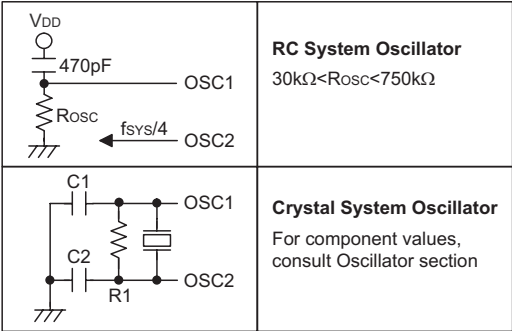 VDD
470pF
OSC1
ROSC
fSYS/4
OSC2
RC System Oscillator
30kΩ<ROSC<750kΩ
C1
OSC1
C2
OSC2
R1
Crystal System Oscillator
For component values,
consult Oscillator section